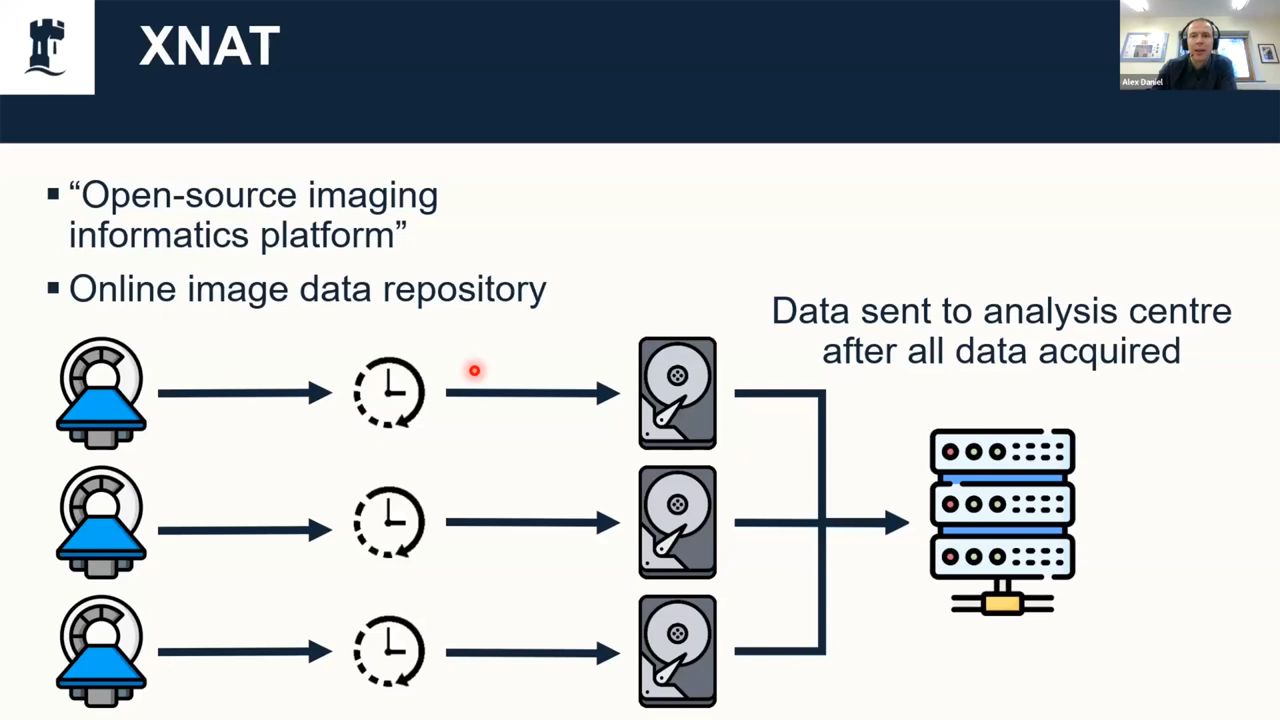 XNAT
Alex Daniel
▪ “Open-source imaging
informatics platform”
▪ Online image data repository
Data sent to analysis centre
after all data acquired